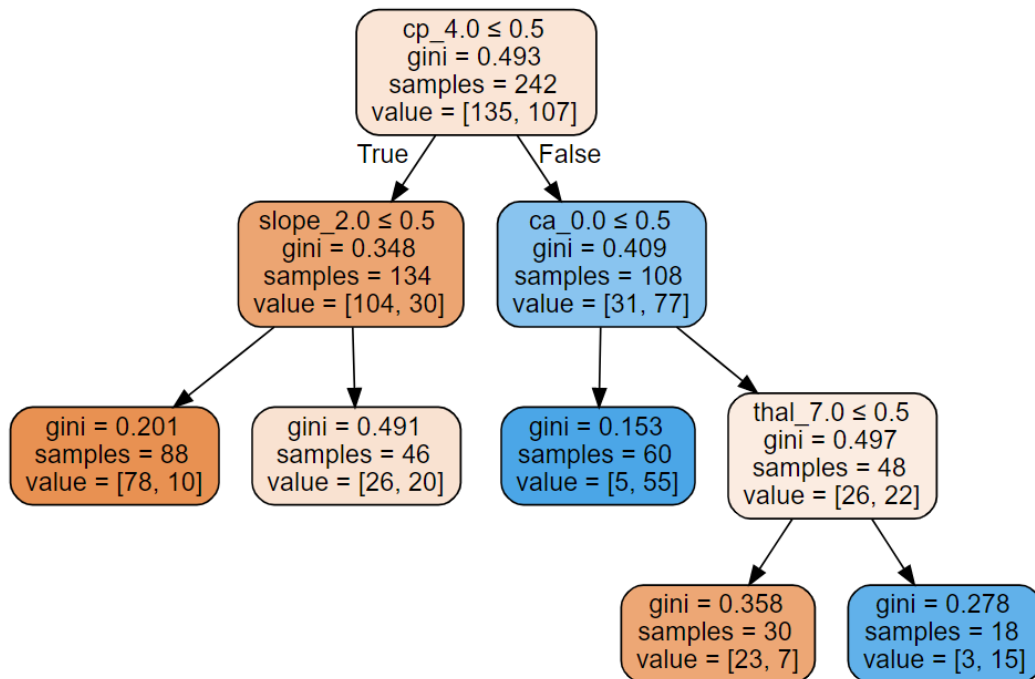 cp_4.0 ≤ 0.5
gini = 0.493
samples = 242
value = [135, 107]
True
False
slope_2.0 ≤ 0.5
gini = 0.348
samples = 134
value = [104, 30]
ca_0.0 ≤ 0.5
gini = 0.409
samples = 108
value = [31, 77]
gini = 0.201
samples = 88
value = [78, 10]
gini = 0.491
samples = 46
value = [26, 20]
gini = 0.153
samples = 60
value = [5, 55]
thal_7.0 ≤ 0.5
gini = 0.497
samples = 48
value = [26, 22]
gini = 0.358
samples = 30
value = [23, 7]
gini = 0.278
samples = 18
value = [3, 15]